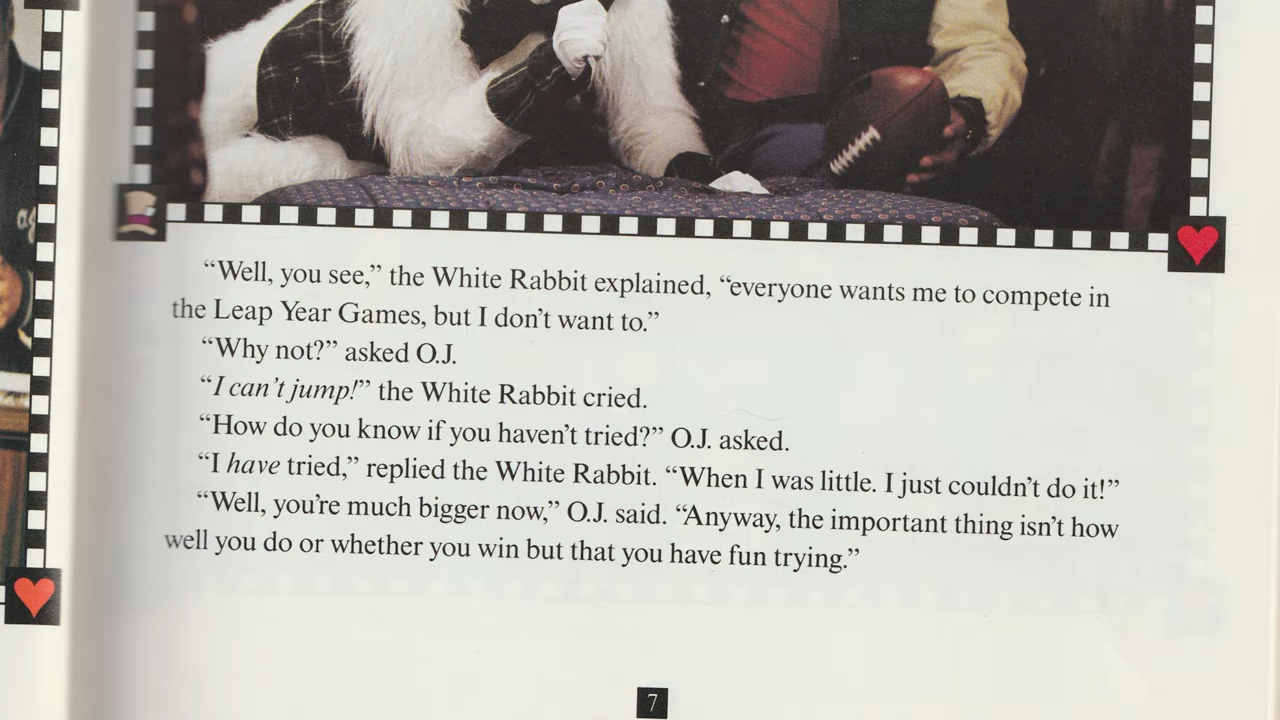 “Well, you see,” the White Rabbit explained, “everyone wants me to compete in
the Leap Year Games, but I don’t want to.”
“Why not?” asked O.J.
“I can’t jump!” the White Rabbit cried.
“How do you know if you haven’t tried?” O.J. asked.
“I have tried,” replied the White Rabbit. “When I was little. I just couldn’t do it!”
“Well, you’re much bigger now,” O.J. said. “Anyway, the important thing isn’t how
well you do or whether you win but that you have fun trying.”
7